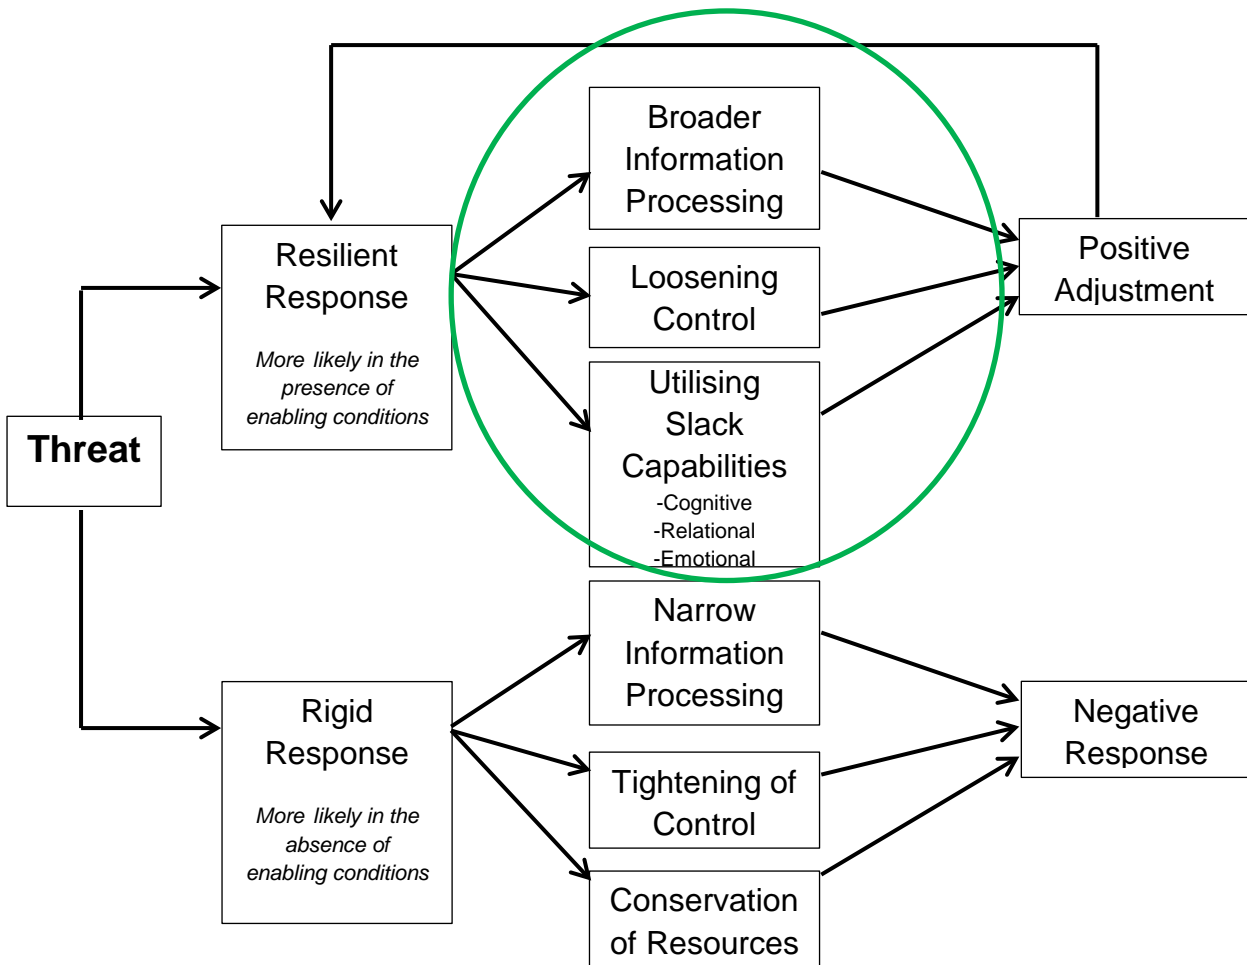 Threat
Resilient
Response
More likely in the
presence of
enabling conditions
Broader
Information
Processing
Loosening
Control
Utilising
Slack
Capabilities
-Cognitive
-Relational
-Emotional
Positive
Adjustment
Rigid
Response
More likely in the
absence of
enabling conditions
Narrow
Information
Processing
Tightening of
Control
Conservation
of Resources
Negative
Response